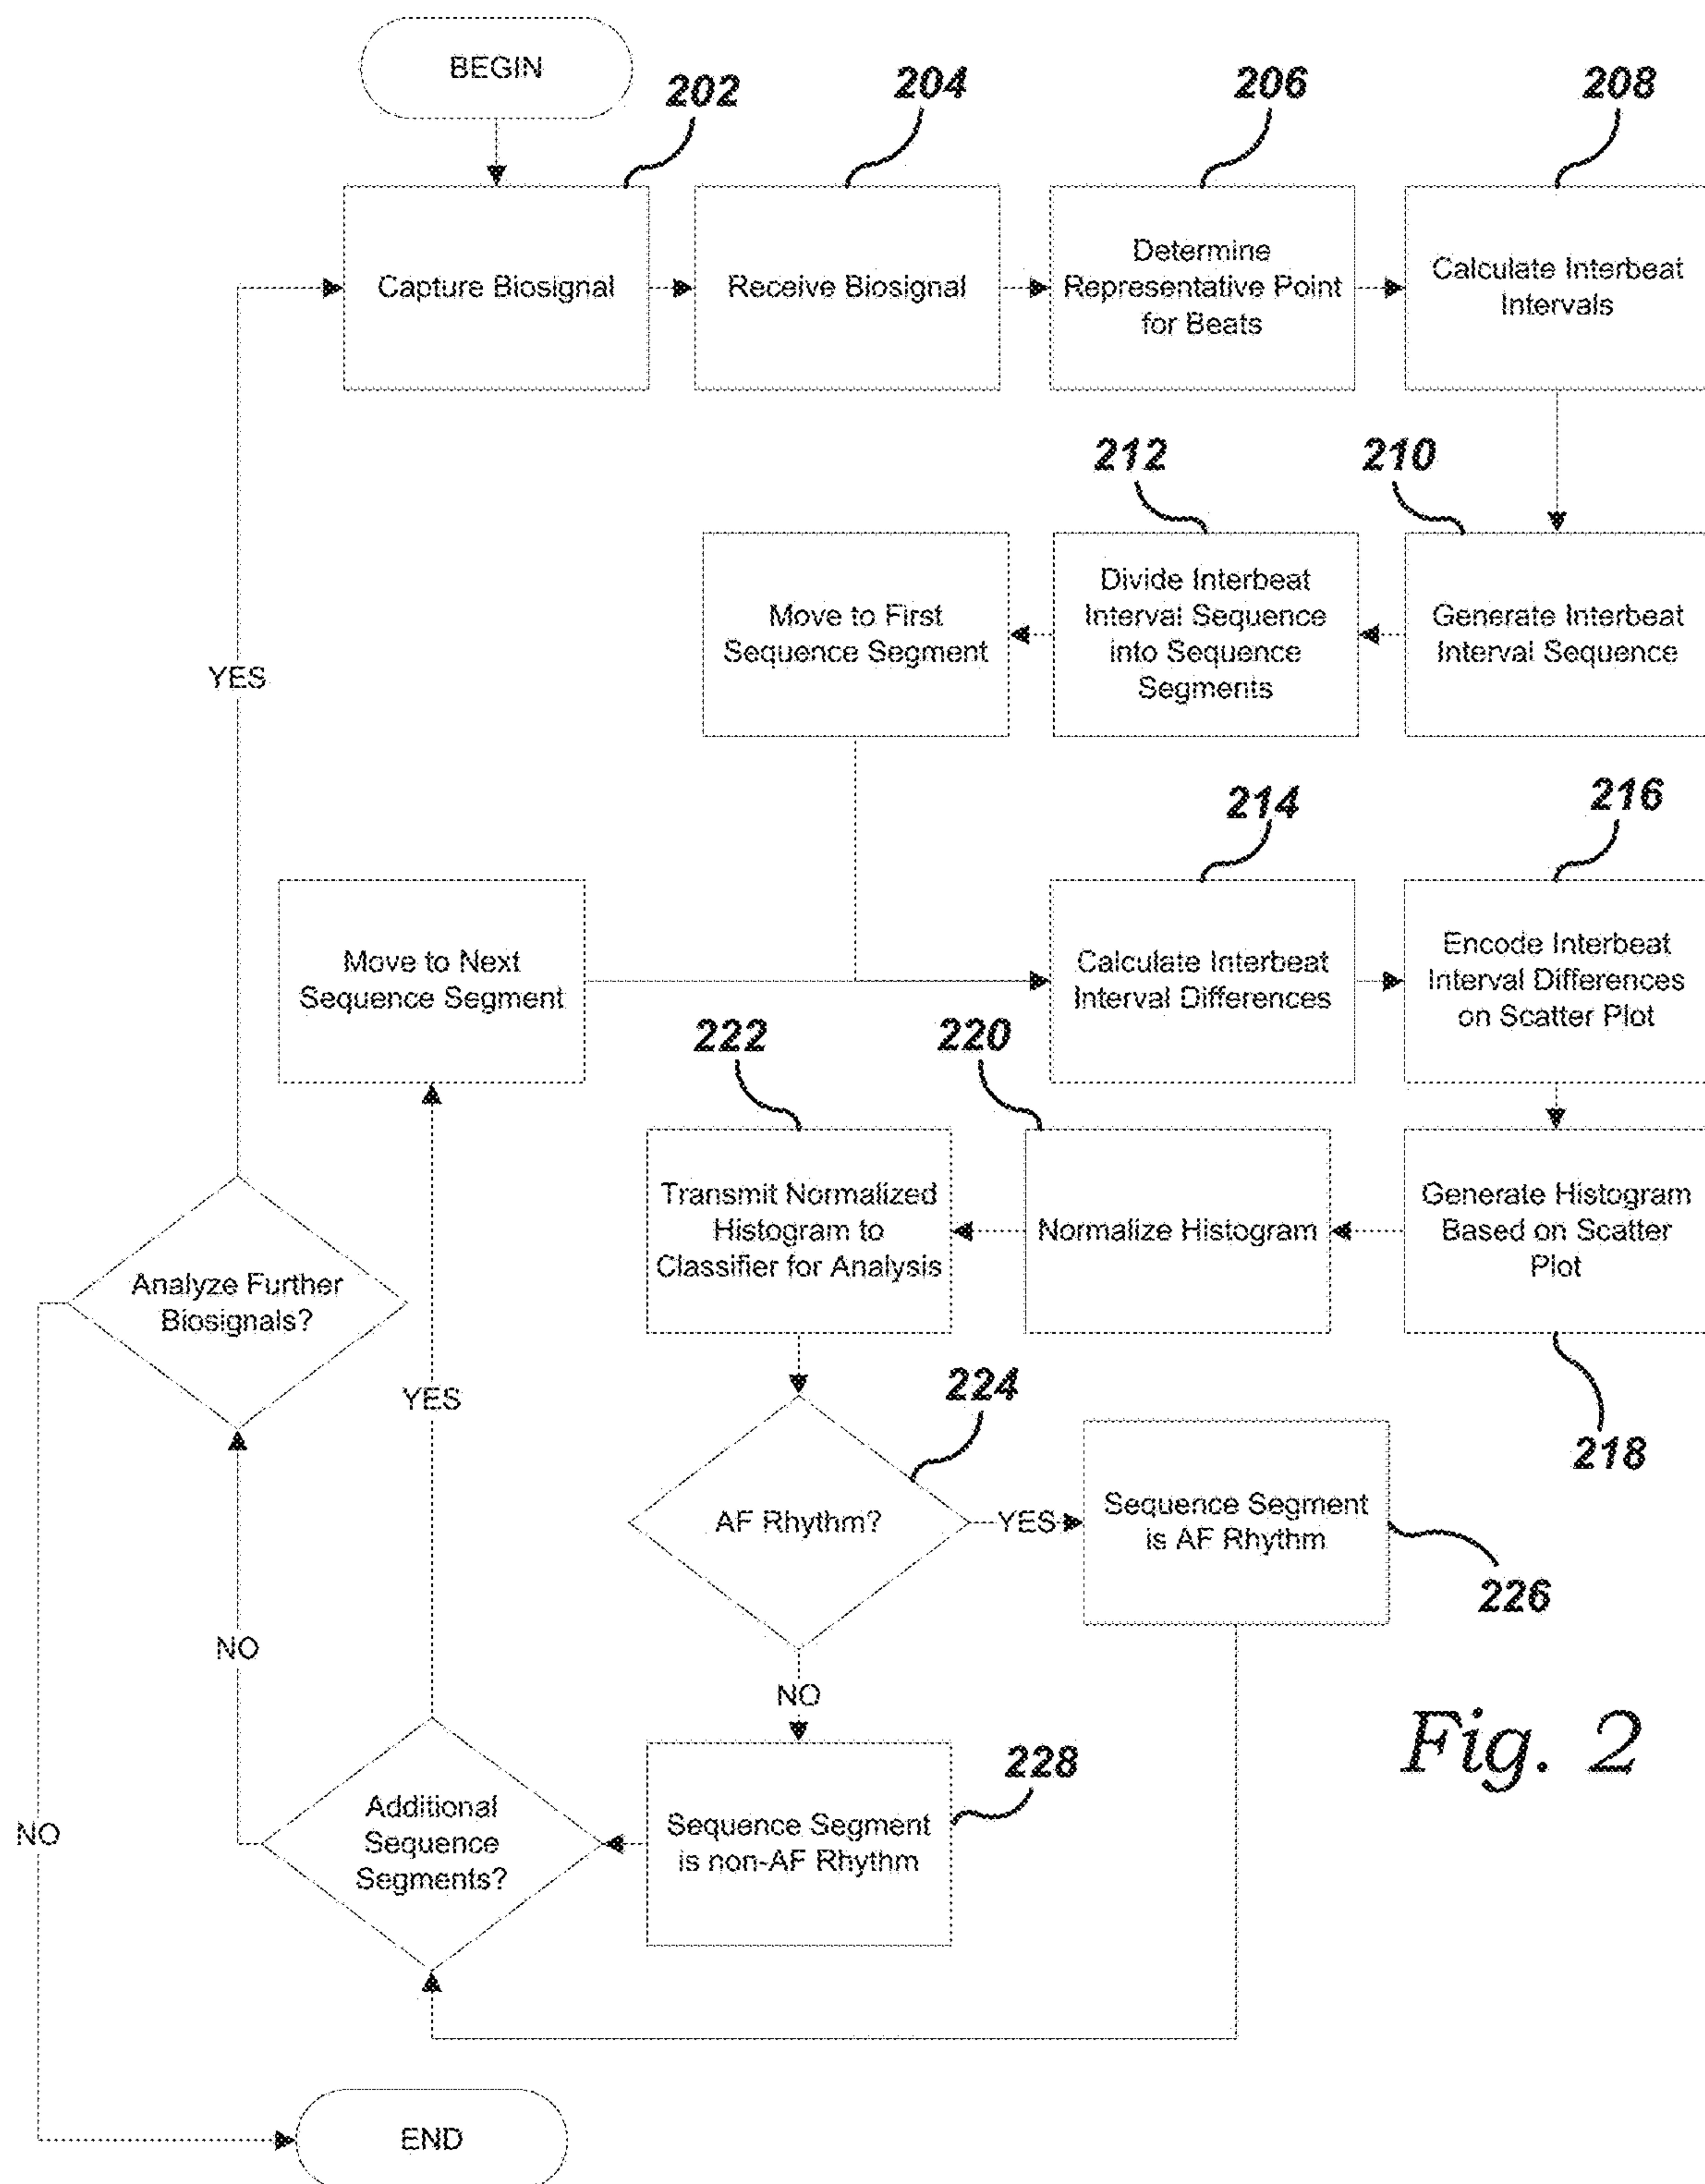 BEGIN
202
204
206
208
Capture Biosignal
Receive Biosignal
Determine
Representative Point
for Beats
Calculate Interbeat
Intervals
212
210
Move to First
Sequence Segment
Divide Interbeat
Interval Sequence
into Sequence
Segments
Generate Interbeat
Interval Sequence
YES
214
216
Move to Next
Sequence Segment
Calculate Interbeat
Interval Differences
Encode Interbeat
Interval Differences
on Scatter Plot
222
220
Transmit Normalized
Histogram to
Classifier for Analysis
Normalize Histogram
Generate Histogram
Based on Scatter
Plot
Analyze Further
Biosignals?
YES
224
218
AF Rhythm?
YES
Sequence Segment
is AF Rhythm
226
NO
NO
Fig. 2
228
Additional
Sequence
Segments?
Sequence Segment
is non-AF Rhythm
NO
END